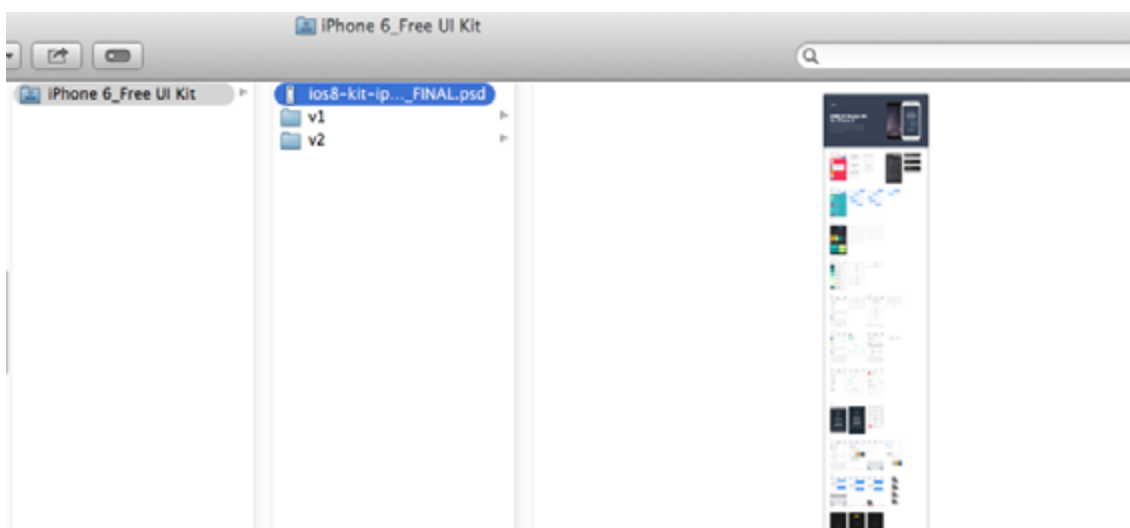 iPhone 6_Free UI Kit
iPhone 6_Free UI Kit
ios8-kit-ip..._FINAL.psd
v1
v2